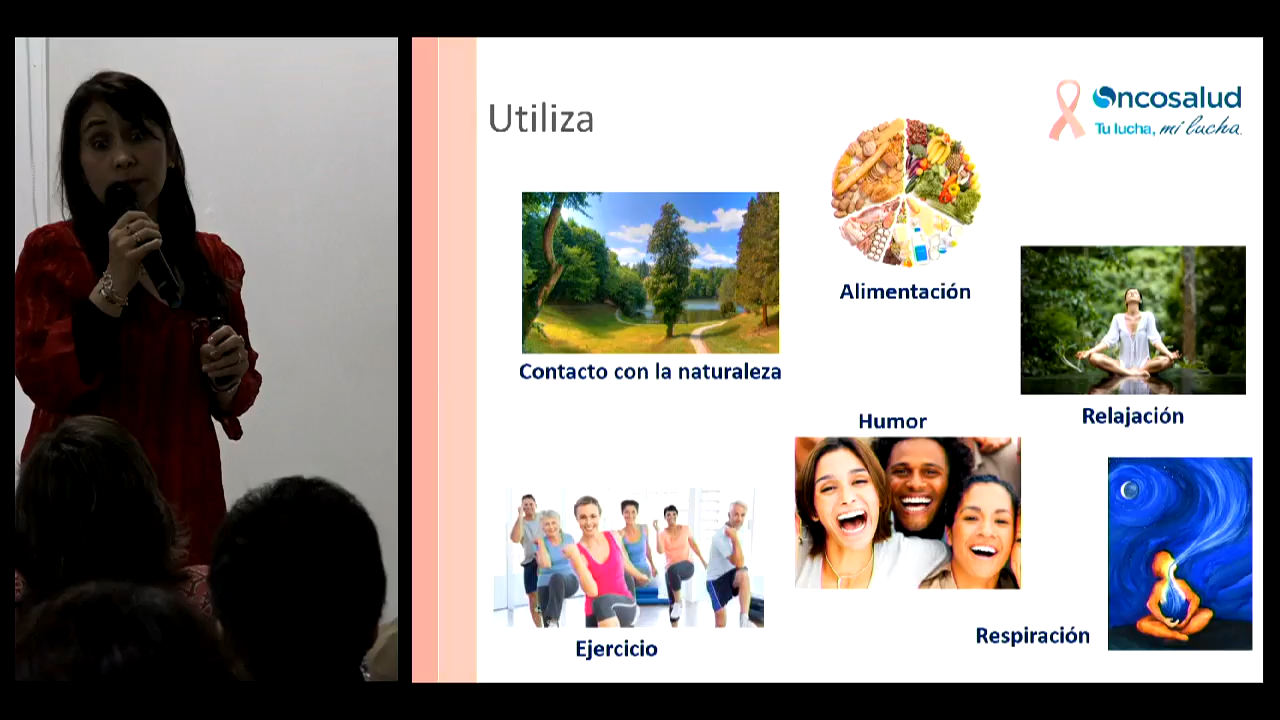 Utiliza
Oncosalud
Tu lucha, mi lucha.
Alimentación
Contacto con la naturaleza
Relajación
Humor
Ejercicio
Respiración